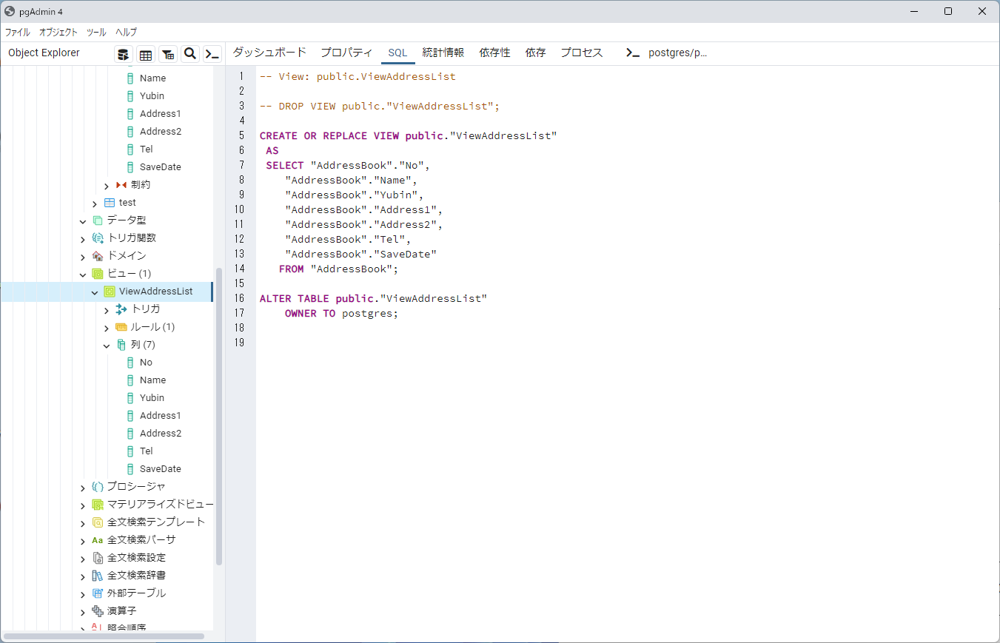 pgAdmin 4
ファイル オブジェクト ツール ヘルプ
Object Explorer
ダッシュボード プロパティ SQL 統計情報 依存性 依存 プロセス postgres/p...
Name
Yubin
Address1
Address2
Tel
SaveDate
制約
test
データ型
トリガ関数
ドメイン
ビュー (1)
ViewAddressList
トリガ
ルール (1)
列 (7)
No
Name
Yubin
Address1
Address2
Tel
SaveDate
プロシージャ
マテリアライズドビュー
全文検索テンプレート
Aa 全文検索パーサ
全文検索設定
全文検索辞書
外部テーブル
演算子
照合順序
1 -- View: public.ViewAddressList
2
3 -- DROP VIEW public."ViewAddressList";
4
5 CREATE OR REPLACE VIEW public."ViewAddressList"
6 AS
7 SELECT "AddressBook"."No",
8 "AddressBook"."Name",
9 "AddressBook"."Yubin",
10 "AddressBook"."Address1",
11 "AddressBook"."Address2",
12 "AddressBook"."Tel",
13 "AddressBook"."SaveDate"
14 FROM "AddressBook";
15
16 ALTER TABLE public."ViewAddressList"
17 OWNER TO postgres;
18
19